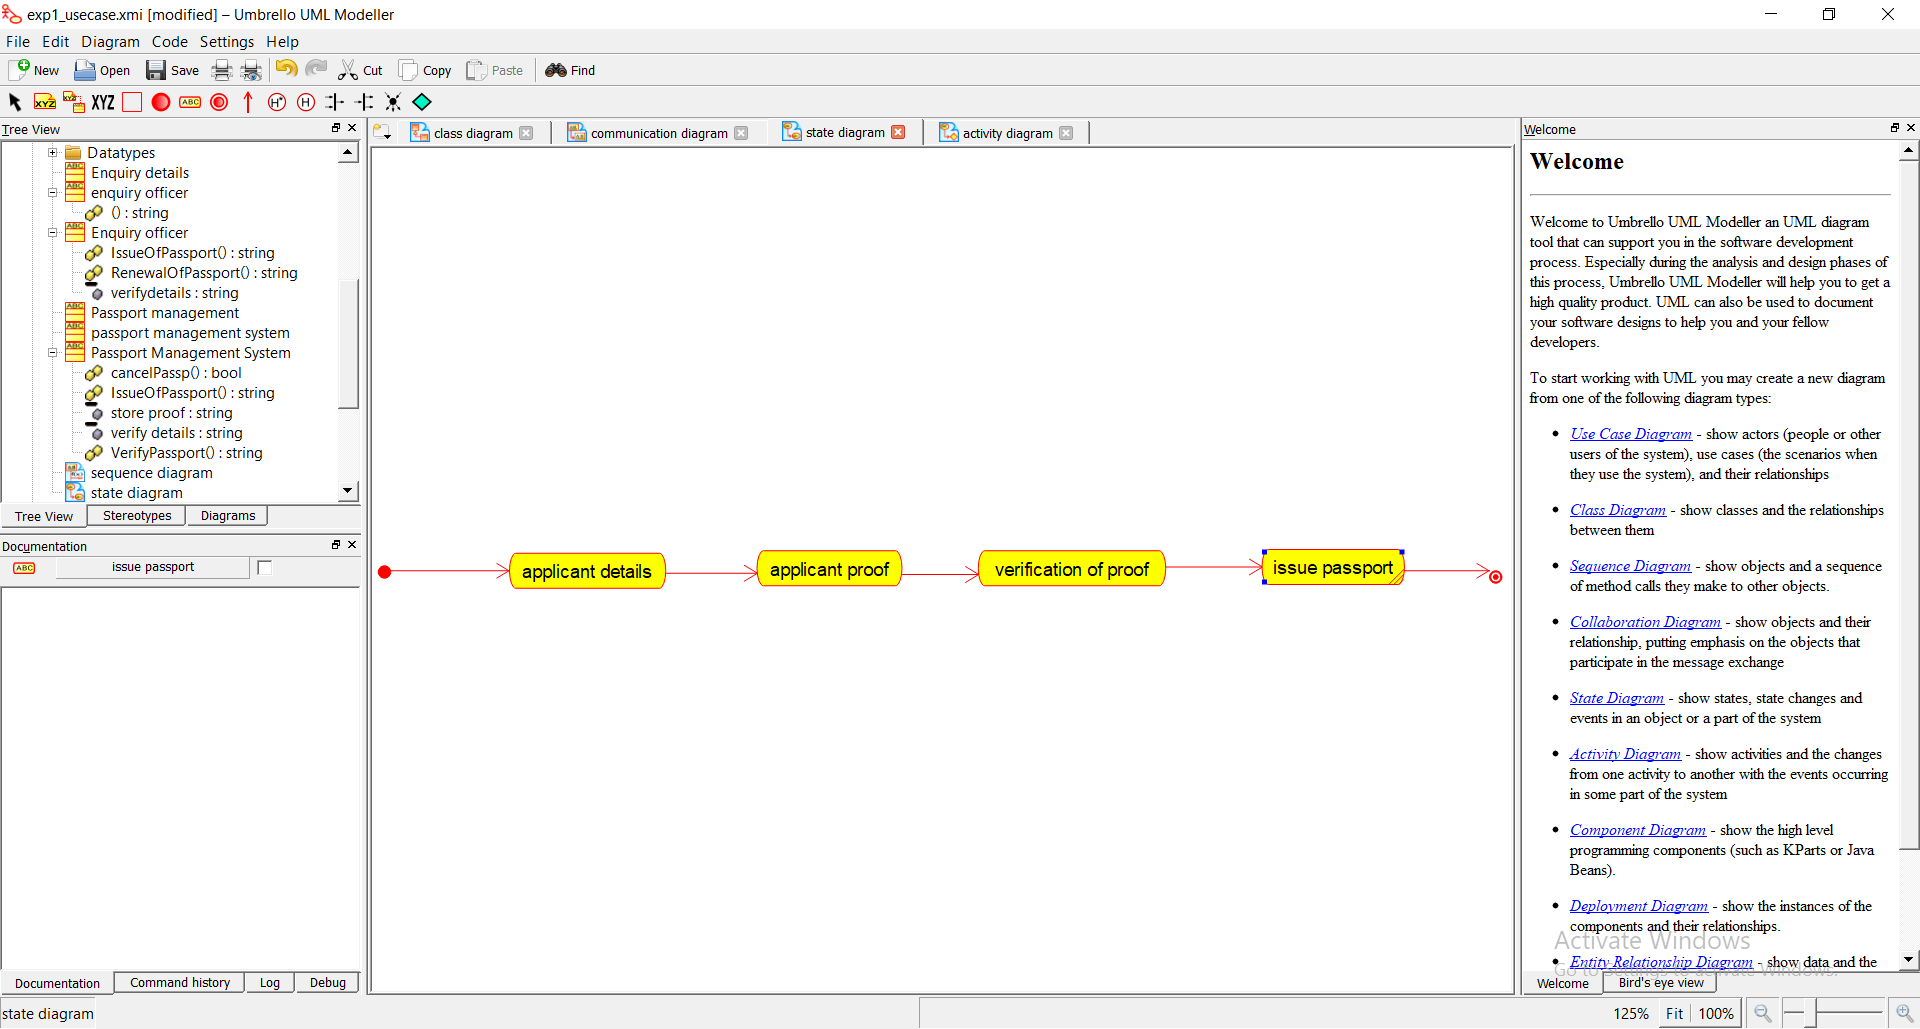 exp1_usecase.xmi [modified] – Umbrello UML Modeller
File Edit Diagram Code Settings Help
New Open Save Cut Copy Paste Find
XYZ XYZ XYZ ABC H* H
Tree View
class diagram communication diagram state diagram activity diagram
Datatypes
ABC Enquiry details
ABC enquiry officer
() : string
ABC Enquiry officer
IssueOfPassport() : string
RenewalOfPassport() : string
verifydetails : string
ABC Passport management
ABC passport management system
ABC Passport Management System
cancelPassp() : bool
IssueOfPassport() : string
store proof : string
verify details : string
VerifyPassport() : string
sequence diagram
state diagram
Tree View Stereotypes Diagrams
Documentation
ABC issue passport
Documentation Command history Log Debug
state diagram
applicant details applicant proof verification of proof issue passport
Welcome
Welcome
Welcome to Umbrello UML Modeller an UML diagram
tool that can support you in the software development
process. Especially during the analysis and design phases of
this process, Umbrello UML Modeller will help you to get a
high quality product. UML can also be used to document
your software designs to help you and your fellow
developers.
To start working with UML you may create a new diagram
from one of the following diagram types:
• Use Case Diagram - show actors (people or other
users of the system), use cases (the scenarios when
they use the system), and their relationships
• Class Diagram - show classes and the relationships
between them
• Sequence Diagram - show objects and a sequence
of method calls they make to other objects.
• Collaboration Diagram - show objects and their
relationship, putting emphasis on the objects that
participate in the message exchange
• State Diagram - show states, state changes and
events in an object or a part of the system
• Activity Diagram - show activities and the changes
from one activity to another with the events occurring
in some part of the system
• Component Diagram - show the high level
programming components (such as KParts or Java
Beans).
• Deployment Diagram - show the instances of the
components and their relationships.
Activate Windows
• Entity-Relationship Diagram - show data and the
Go to Settings to activate Windows.
Welcome Bird's eye view
125% Fit 100%